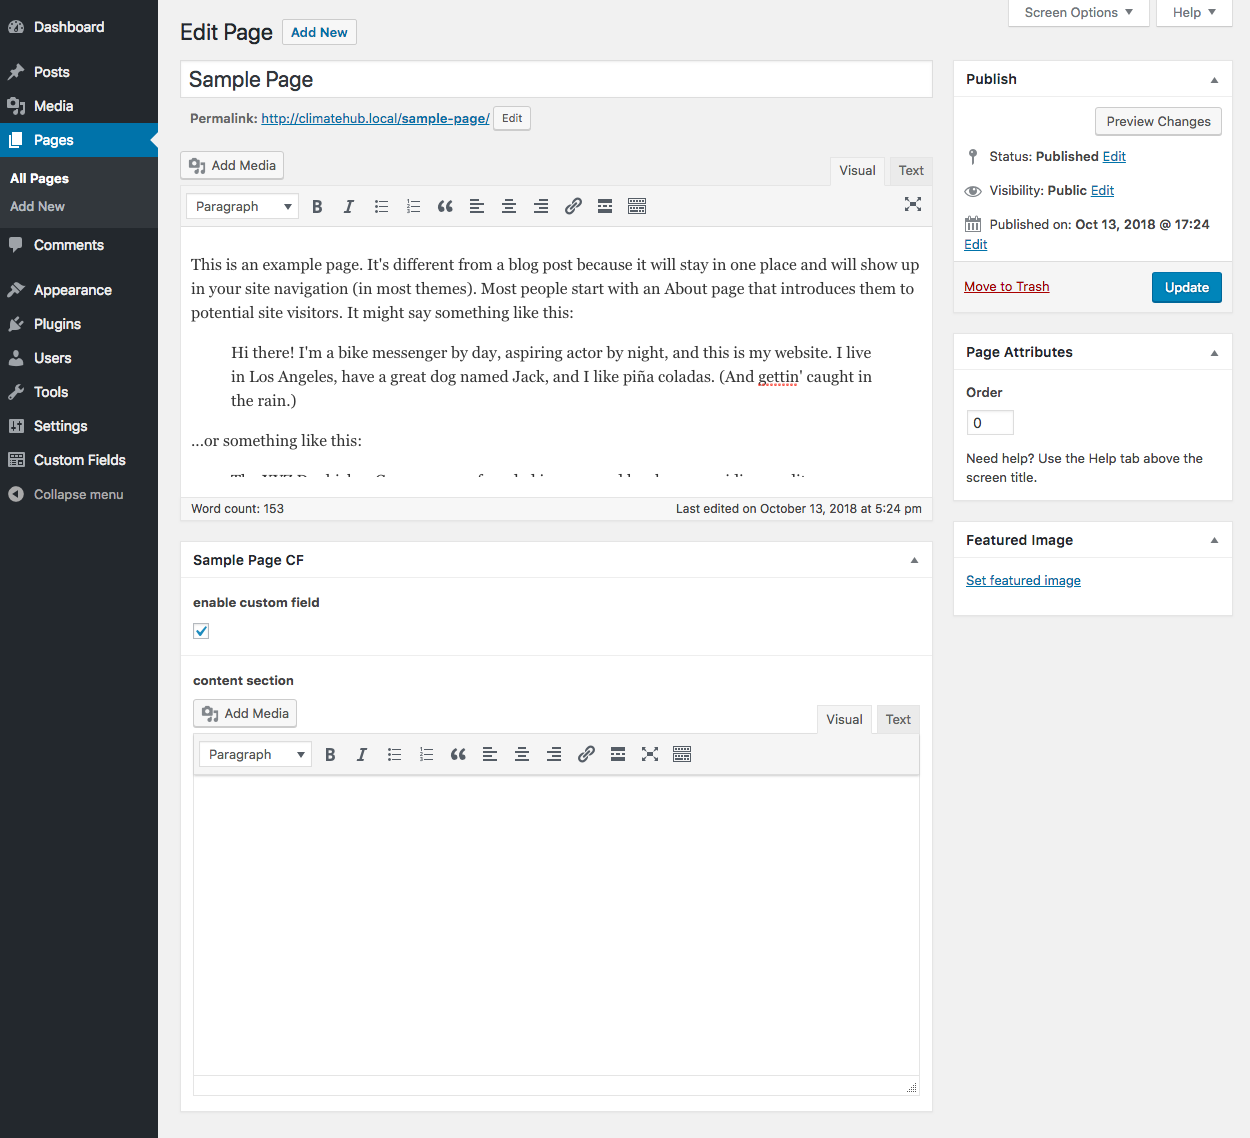 Dashboard
Posts
Media
Pages
All Pages
Add New
Comments
Appearance
Plugins
Users
Tools
Settings
Custom Fields
Collapse menu
Screen Options
Help
Edit Page
Add New
Sample Page
Permalink: http://climatehub.local/sample-page/ Edit
Add Media
Visual
Text
Paragraph
This is an example page. It's different from a blog post because it will stay in one place and will show up
in your site navigation (in most themes). Most people start with an About page that introduces them to
potential site visitors. It might say something like this:
Hi there! I'm a bike messenger by day, aspiring actor by night, and this is my website. I live
in Los Angeles, have a great dog named Jack, and I like piña coladas. (And gettin' caught in
the rain.)
...or something like this:
Word count: 153
Last edited on October 13, 2018 at 5:24 pm
Sample Page CF
enable custom field
content section
Add Media
Visual
Text
Paragraph
Publish
Preview Changes
Status: Published Edit
Visibility: Public Edit
Published on: Oct 13, 2018 @ 17:24
Edit
Move to Trash
Update
Page Attributes
Order
0
Need help? Use the Help tab above the
screen title.
Featured Image
Set featured image